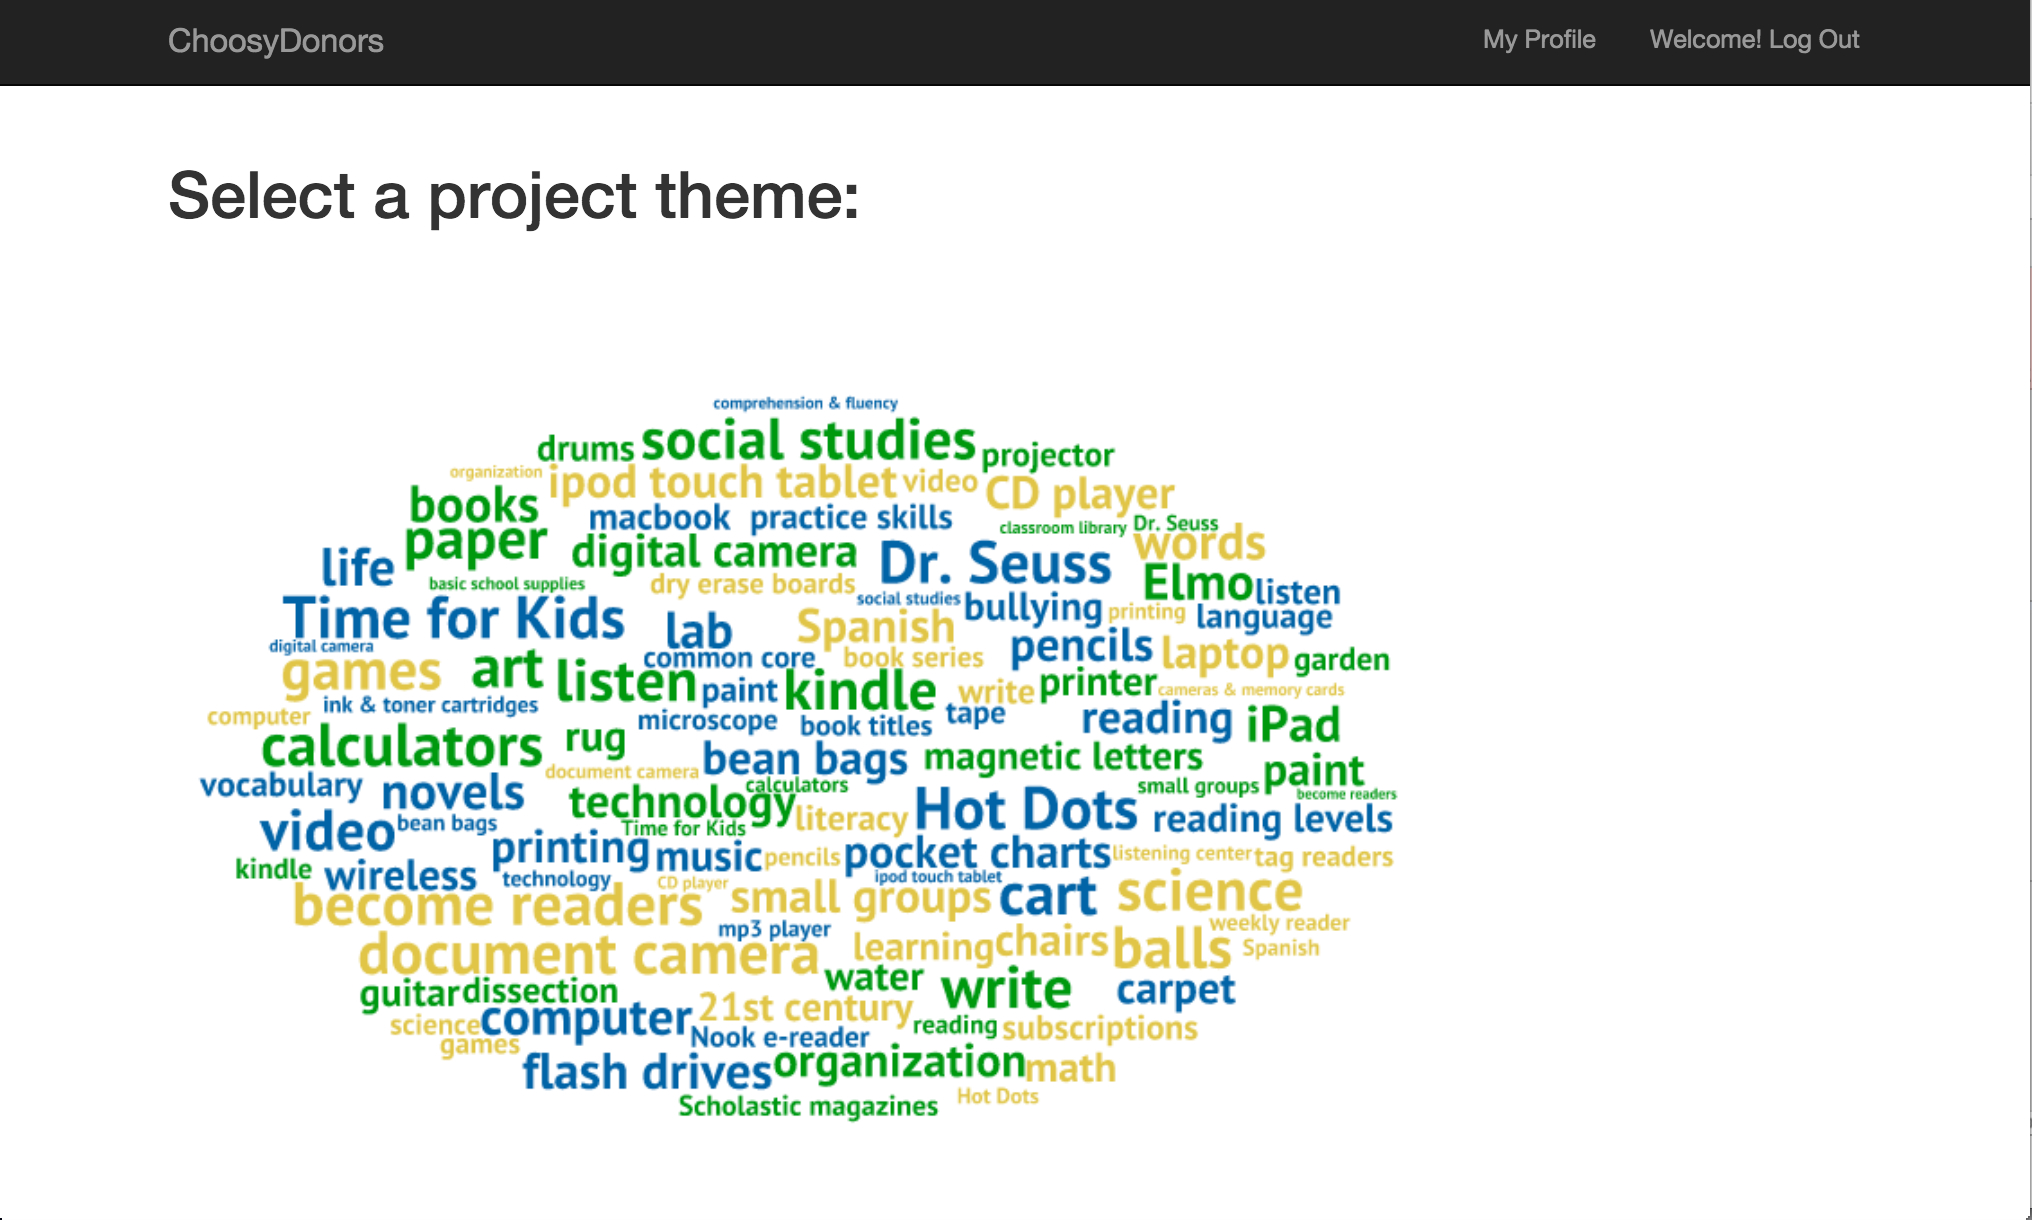 ChoosyDonors My Profile Welcome! Log Out
Select a project theme:
comprehension & fluency
drums social studies projector
organization ipod touch tablet video CD player
books macbook practice skills classroom library Dr. Seuss
paper digital camera Dr. Seuss words
life basic school supplies dry erase boards Elmo listen
Time for Kids social studies bullying printing language
digital camera lab Spanish pencils laptop garden
games art listen common core book series
paint kindle write printer cameras & memory cards
computer ink & toner cartridges microscope book titles tape reading iPad
calculators rug bean bags magnetic letters
vocabulary novels document camera calculators small groups paint become readers
technology literacy Hot Dots reading levels
video bean bags Time for Kids
kindle wireless printing music pencils pocket charts listening center tag readers
technology CD player ipod touch tablet
become readers small groups cart science
mp3 player weekly reader
document camera learning chairs balls Spanish
guitar dissection water write carpet
science computer 21st century reading subscriptions
games Nook e-reader
flash drives organization math
Scholastic magazines Hot Dots